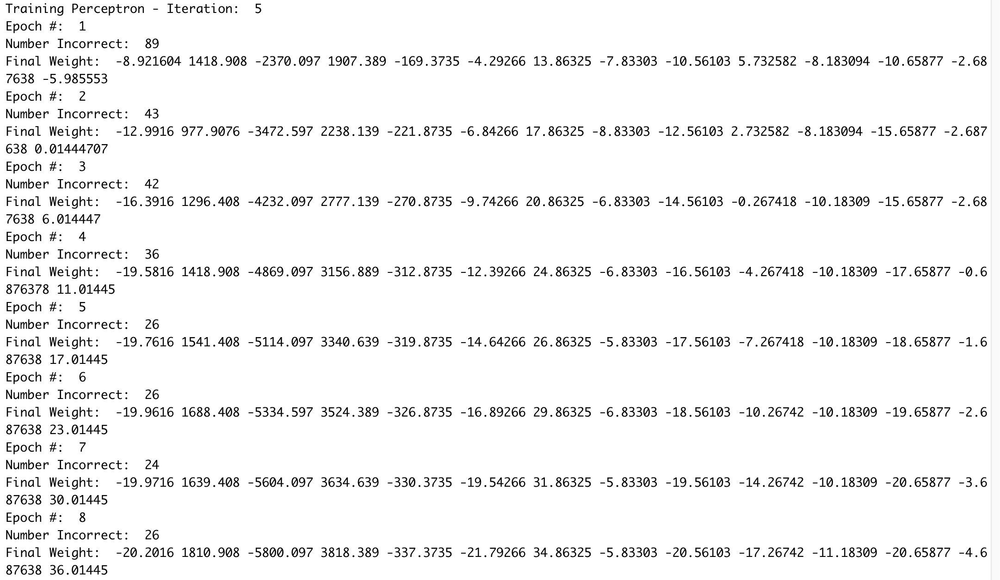 Training Perceptron - Iteration:  5
Epoch #:  1
Number Incorrect:  89
Final Weight:  -8.921604 1418.908 -2370.097 1907.389 -169.3735 -4.29266 13.86325 -7.83303 -10.56103 5.732582 -8.183094 -10.65877 -2.68
7638 -5.985553
Epoch #:  2
Number Incorrect:  43
Final Weight:  -12.9916 977.9076 -3472.597 2238.139 -221.8735 -6.84266 17.86325 -8.83303 -12.56103 2.732582 -8.183094 -15.65877 -2.687
638 0.01444707
Epoch #:  3
Number Incorrect:  42
Final Weight:  -16.3916 1296.408 -4232.097 2777.139 -270.8735 -9.74266 20.86325 -6.83303 -14.56103 -0.267418 -10.18309 -15.65877 -2.68
7638 6.014447
Epoch #:  4
Number Incorrect:  36
Final Weight:  -19.5816 1418.908 -4869.097 3156.889 -312.8735 -12.39266 24.86325 -6.83303 -16.56103 -4.267418 -10.18309 -17.65877 -0.6
876378 11.01445
Epoch #:  5
Number Incorrect:  26
Final Weight:  -19.7616 1541.408 -5114.097 3340.639 -319.8735 -14.64266 26.86325 -5.83303 -17.56103 -7.267418 -10.18309 -18.65877 -1.6
87638 17.01445
Epoch #:  6
Number Incorrect:  26
Final Weight:  -19.9616 1688.408 -5334.597 3524.389 -326.8735 -16.89266 29.86325 -6.83303 -18.56103 -10.26742 -10.18309 -19.65877 -2.6
87638 23.01445
Epoch #:  7
Number Incorrect:  24
Final Weight:  -19.9716 1639.408 -5604.097 3634.639 -330.3735 -19.54266 31.86325 -5.83303 -19.56103 -14.26742 -10.18309 -20.65877 -3.6
87638 30.01445
Epoch #:  8
Number Incorrect:  26
Final Weight:  -20.2016 1810.908 -5800.097 3818.389 -337.3735 -21.79266 34.86325 -5.83303 -20.56103 -17.26742 -11.18309 -20.65877 -4.6
87638 36.01445